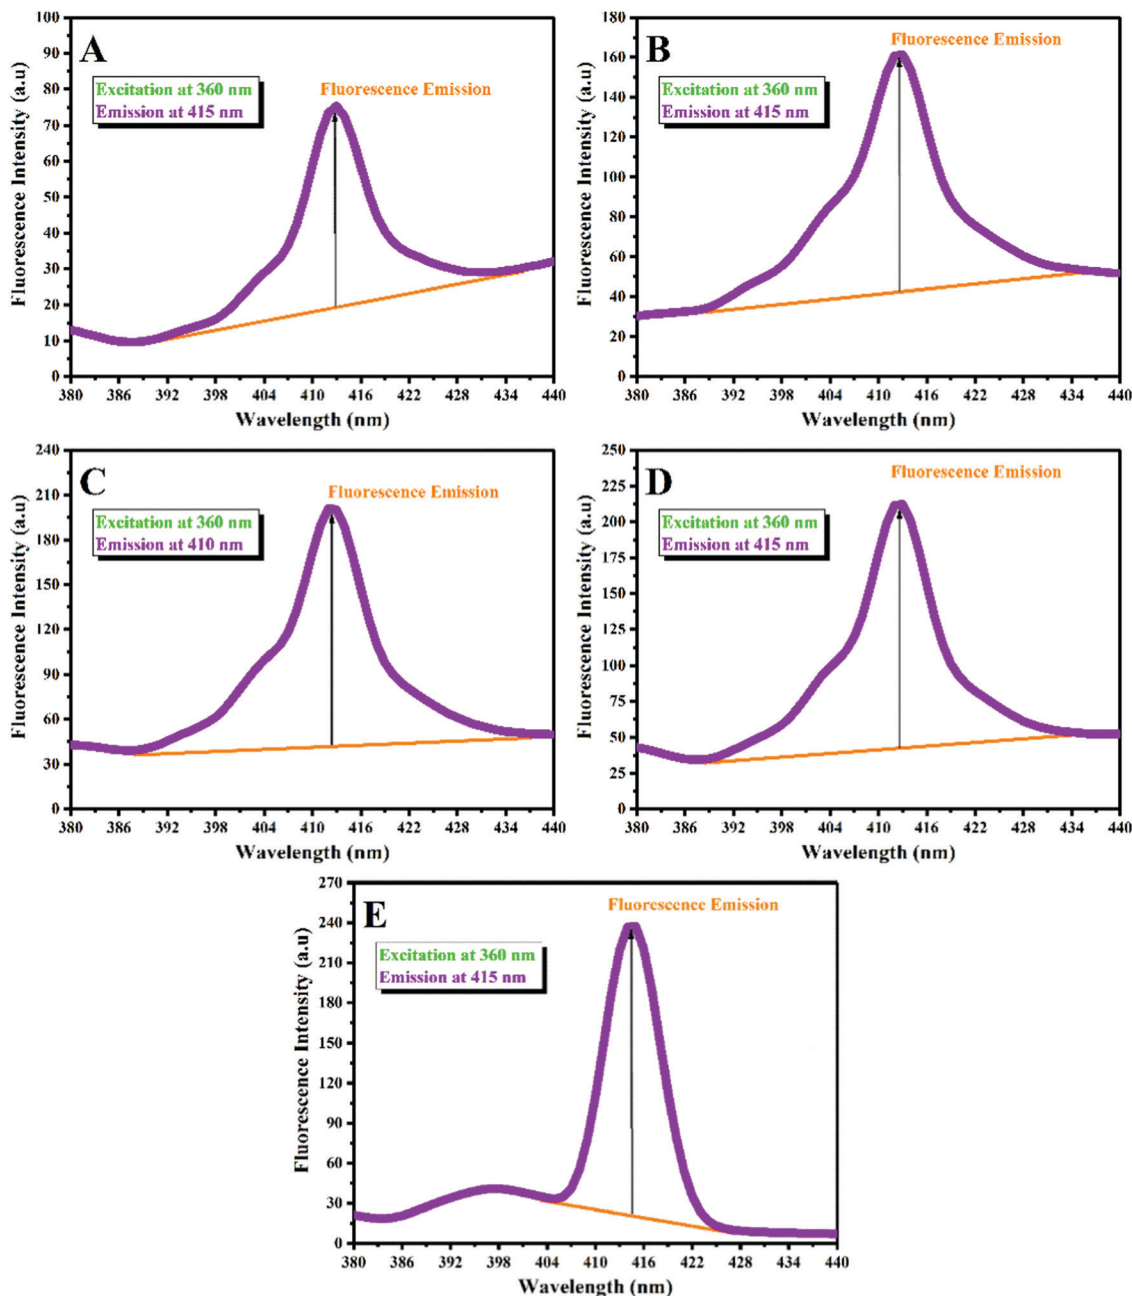 A
Fluorescence Emission
Excitation at 360 nm
Emission at 415 nm
Fluorescence Intensity (a.u)
100
90
80
70
60
50
40
30
20
10
0
380 386 392 398 404 410 416 422 428 434 440
Wavelength (nm)
B
Fluorescence Emission
Excitation at 360 nm
Emission at 415 nm
Fluorescence Intensity (a.u)
180
160
140
120
100
80
60
40
20
0
380 386 392 398 404 410 416 422 428 434 440
Wavelength (nm)
C
Fluorescence Emission
Excitation at 360 nm
Emission at 410 nm
Fluorescence Intensity (a.u)
240
210
180
150
120
90
60
30
0
380 386 392 398 404 410 416 422 428 434 440
Wavelength (nm)
D
Fluorescence Emission
Excitation at 360 nm
Emission at 415 nm
Fluorescence Intensity (a.u)
250
225
200
175
150
125
100
75
50
25
0
380 386 392 398 404 410 416 422 428 434 440
Wavelength (nm)
E
Fluorescence Emission
Excitation at 360 nm
Emission at 415 nm
Fluorescence Intensity (a.u)
270
240
210
180
150
120
90
60
30
0
380 386 392 398 404 410 416 422 428 434 440
Wavelength (nm)